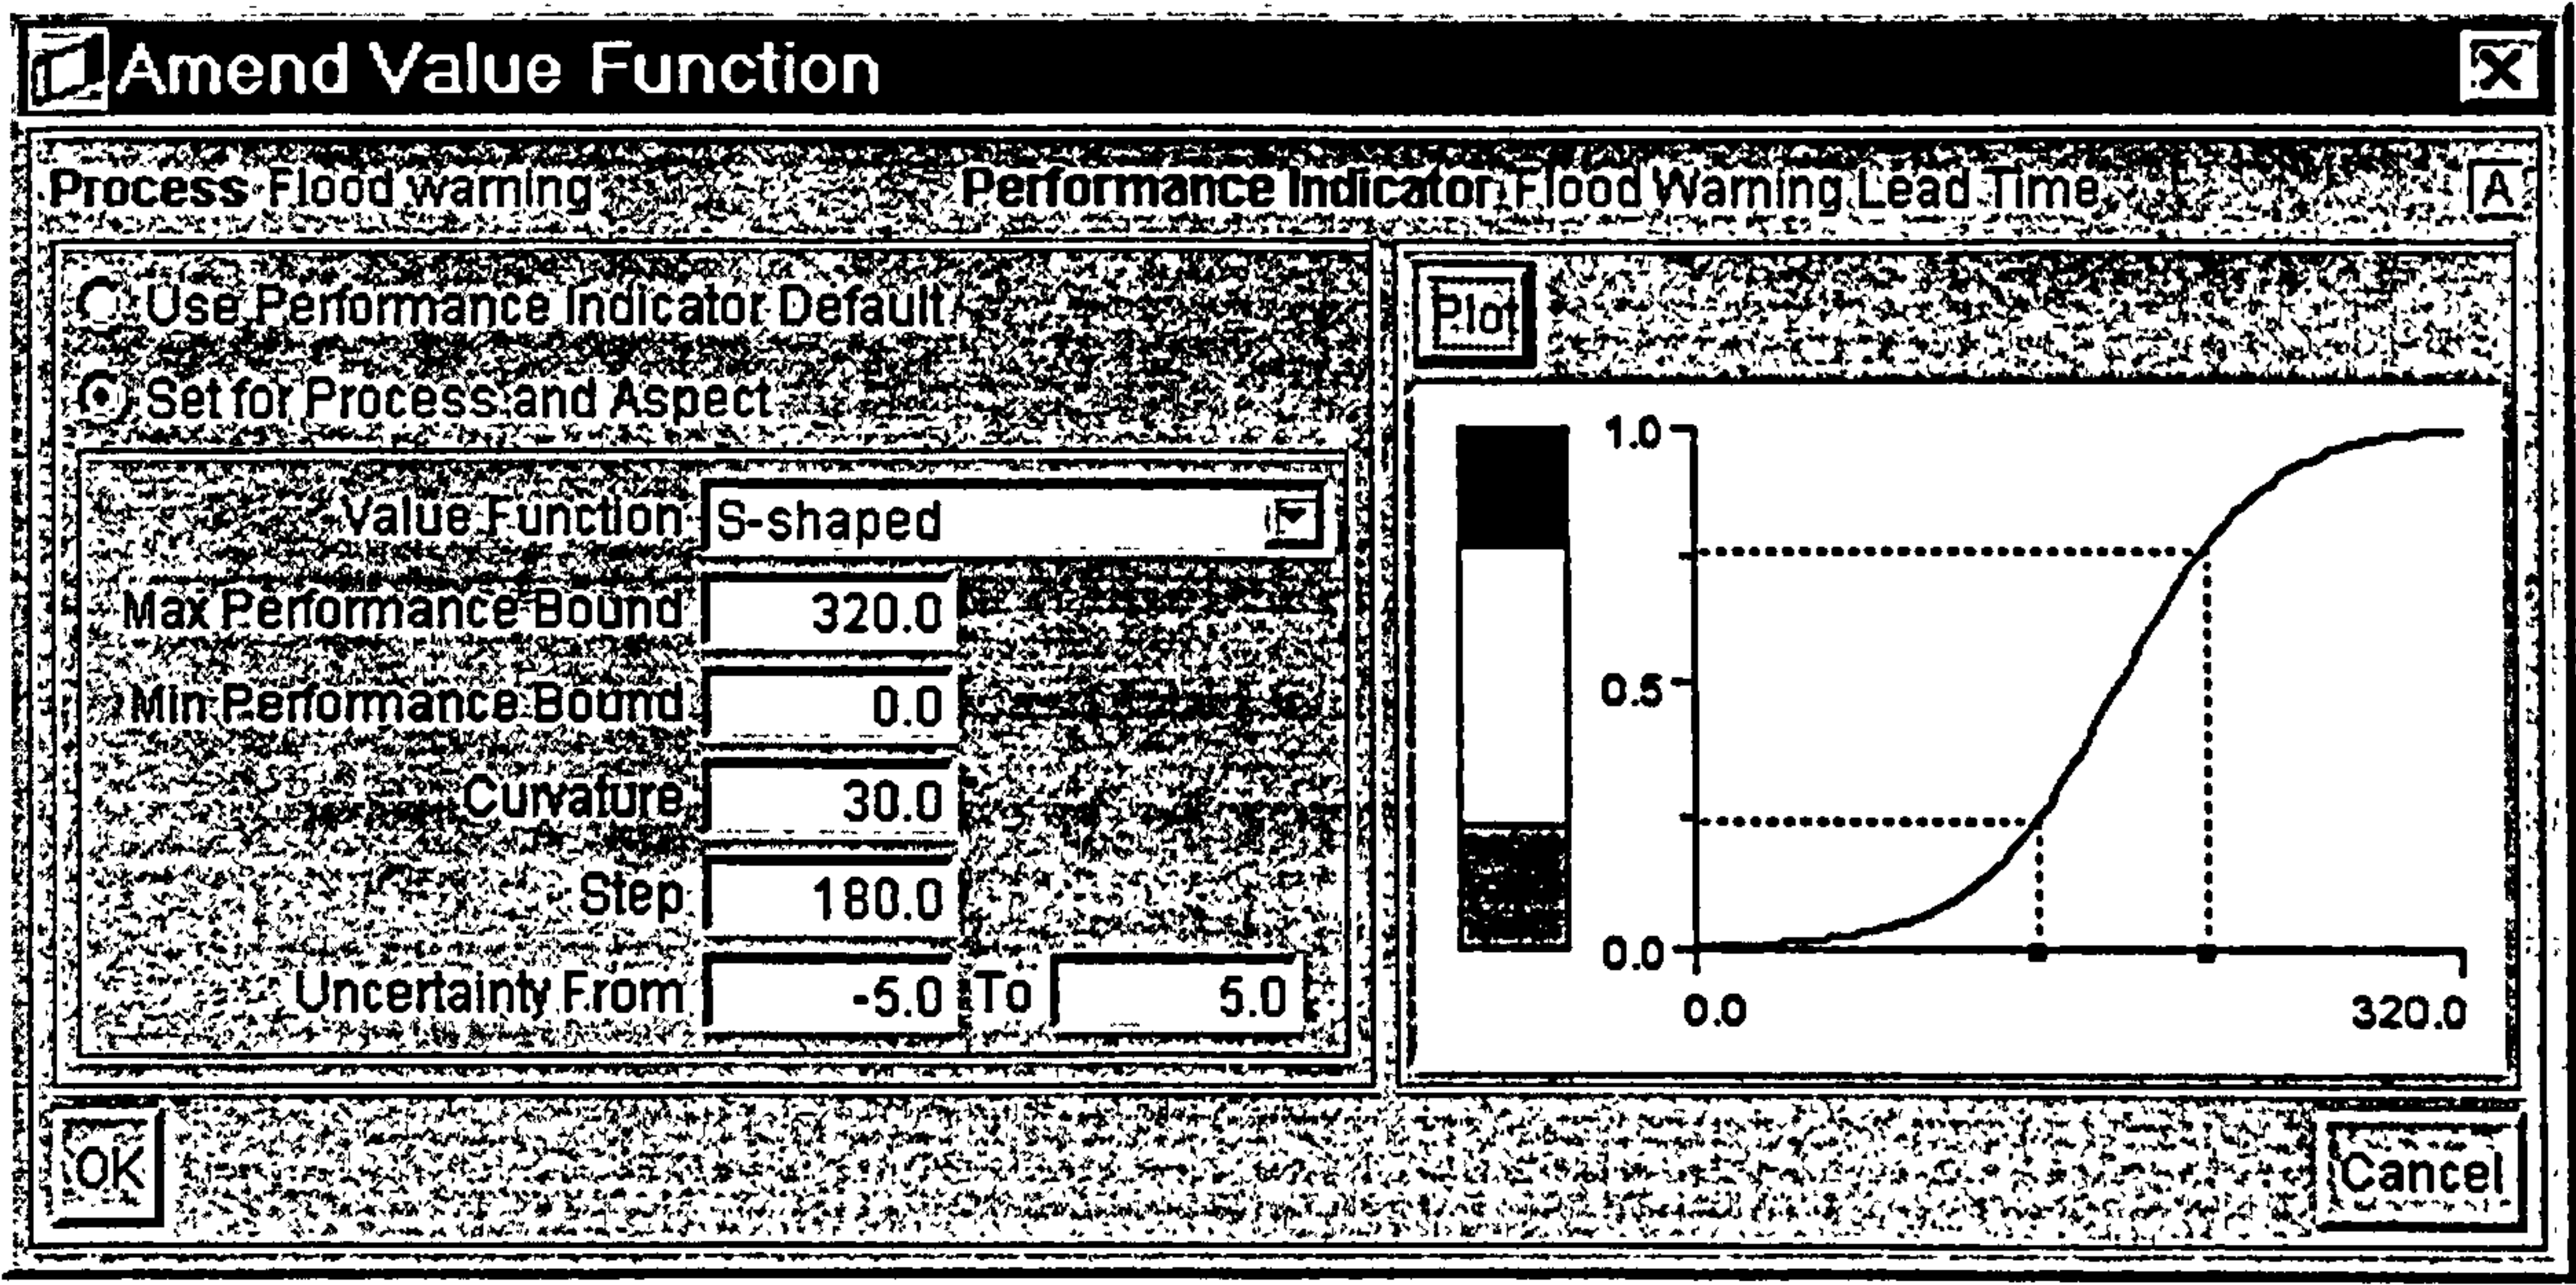 Amend Value Function
Process Flood warning Performance Indicator Flood Warning Lead Time A
Use Performance Indicator Default
Set for Process and Aspect
Value Function S-shaped
Max Performance Bound 320.0
Min Performance Bound 0.0
Curvature 30.0
Step 180.0
Uncertainty From -5.0 To 5.0
Plot
1.0
0.5
0.0
0.0 320.0
OK Cancel